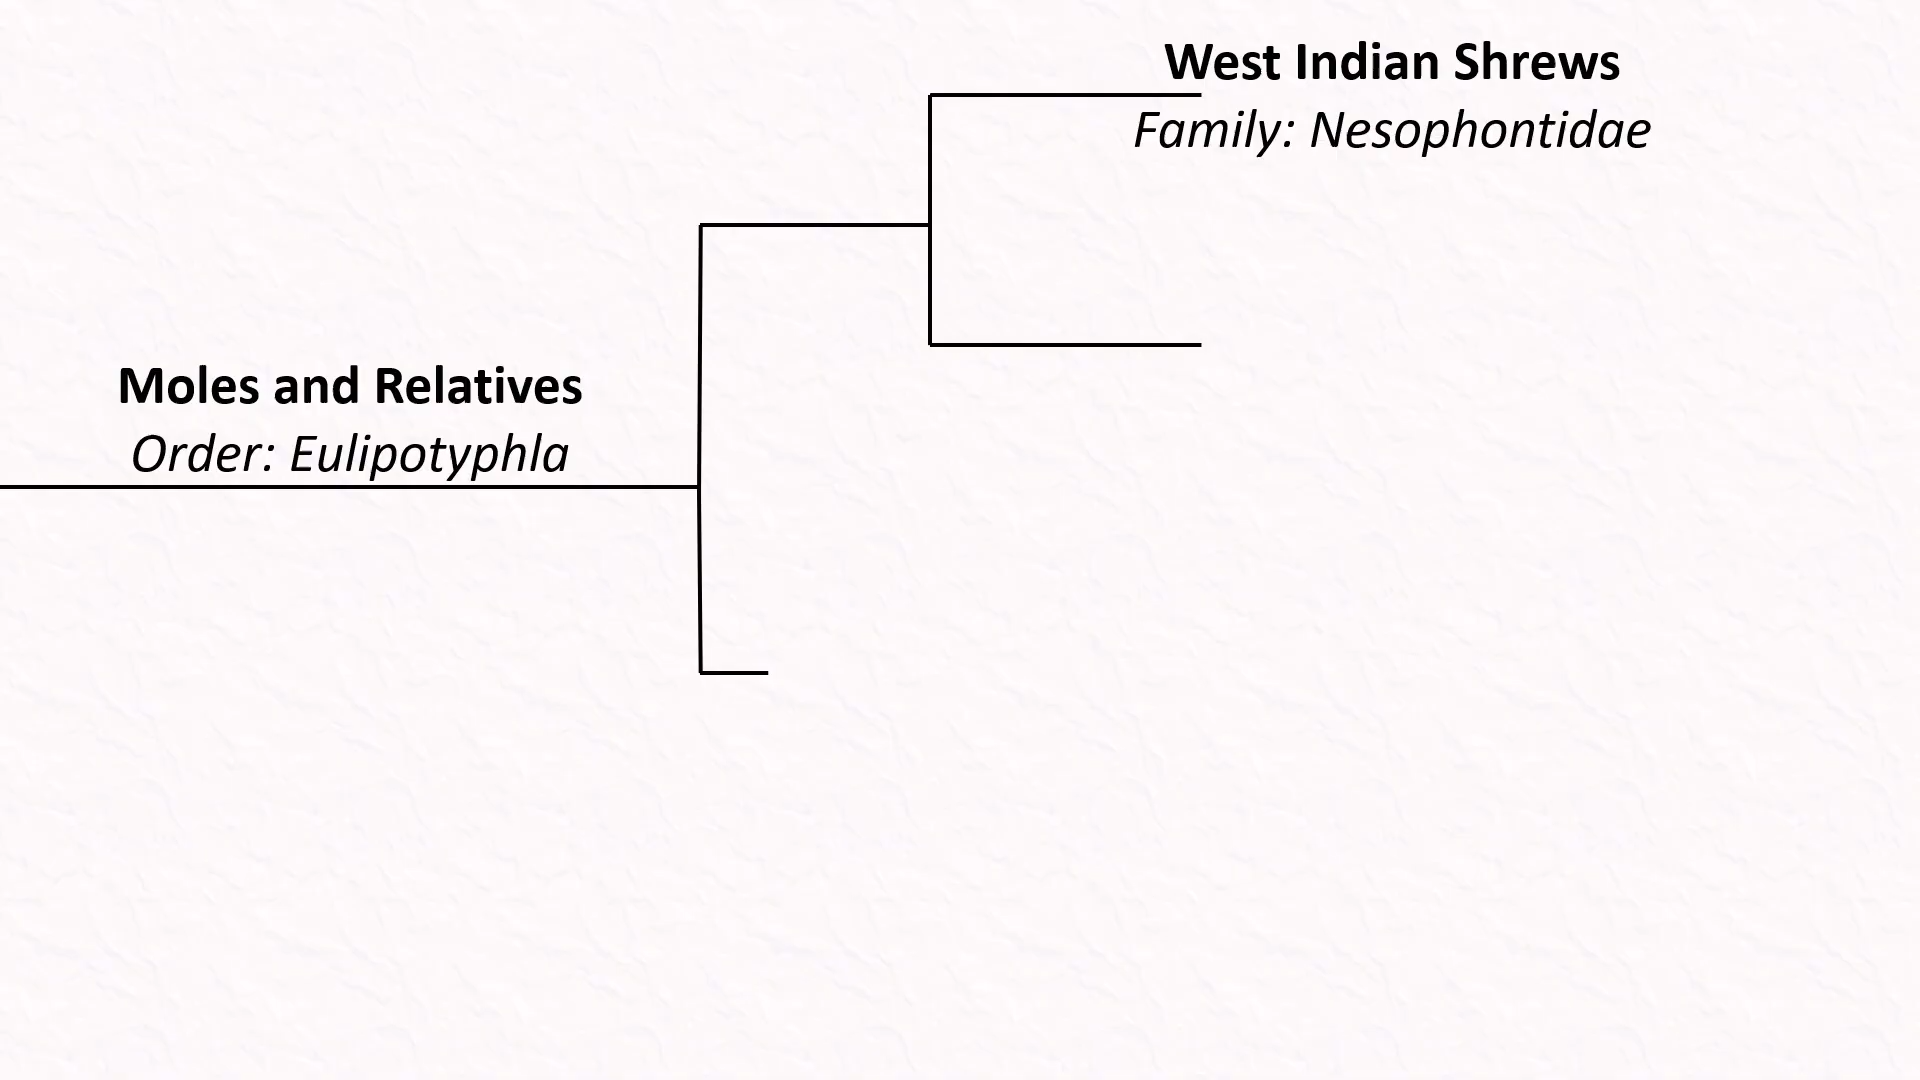 West Indian Shrews
Family: Nesophontidae
Moles and Relatives
Order: Eulipotyphla